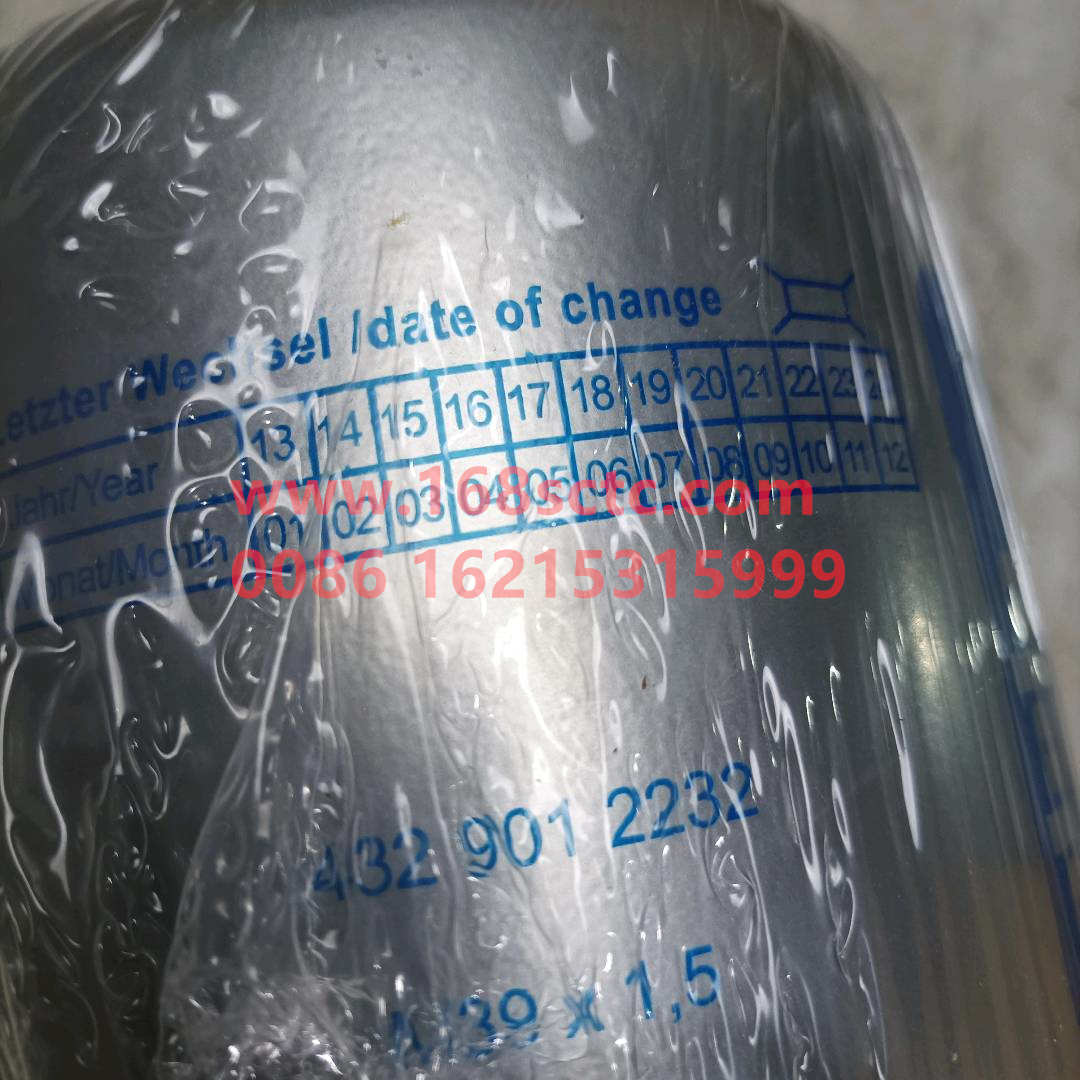 Letzter Wechsel /date of change
Jahr/Year 13 14 15 16 17 18 19 20 21 22 23
www.168sctc.com
Monat/Month 01 02 03 04 05 06 07 08 09 10 11 12
0086 16215315999
432 901 2232
M39 x 1,5